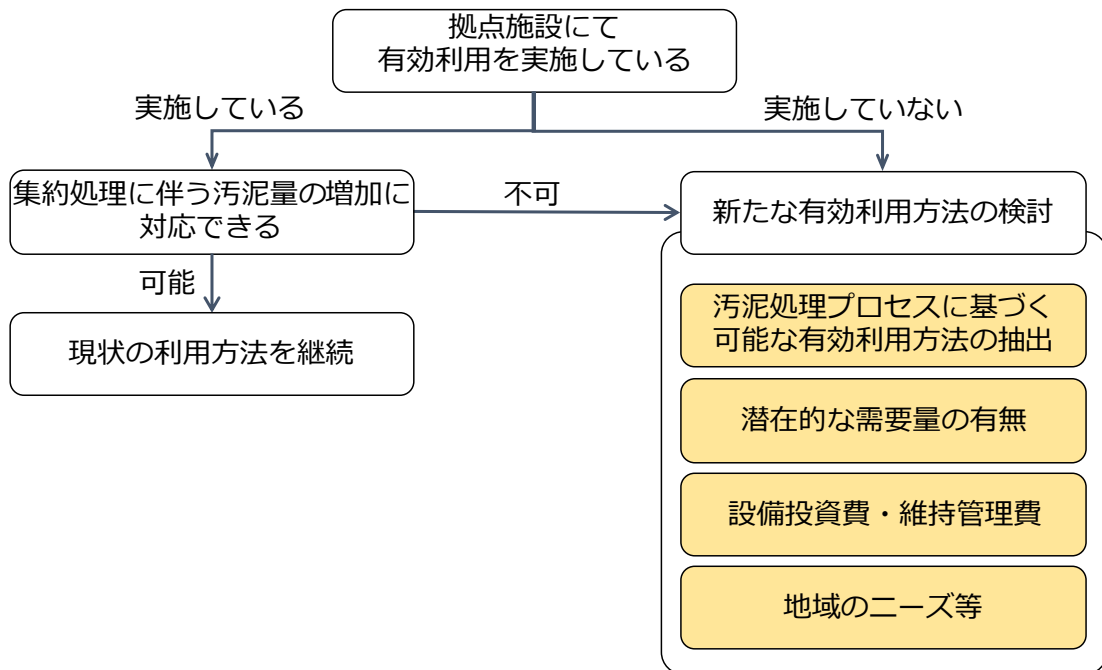 拠点施設にて
有効利用を実施している
実施している
実施していない
集約処理に伴う汚泥量の増加に
対応できる
不可
新たな有効利用方法の検討
可能
現状の利用方法を継続
汚泥処理プロセスに基づく
可能な有効利用方法の抽出
潜在的な需要量の有無
設備投資費・維持管理費
地域のニーズ等